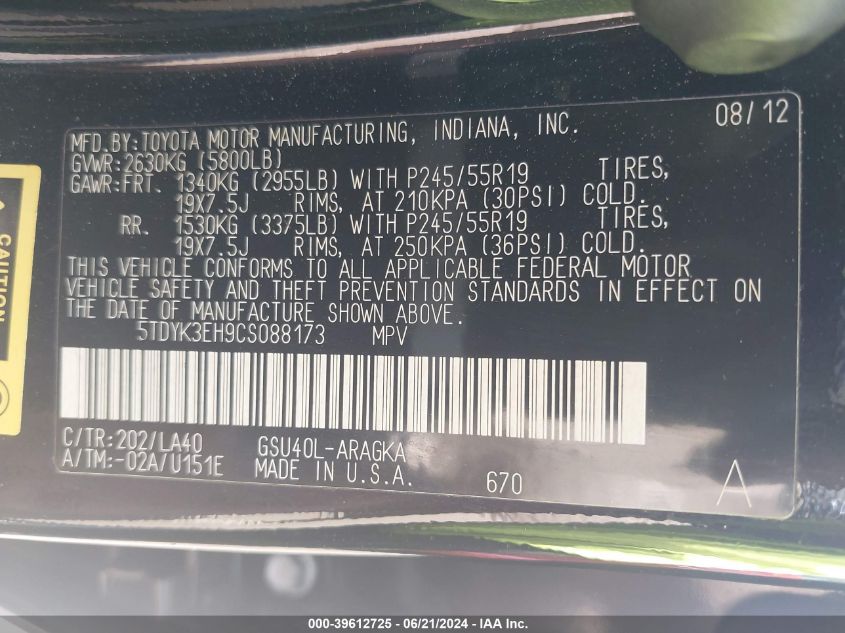 08/12
MFD.BY:TOYOTA MOTOR MANUFACTURING, INDIANA, INC.
GVWR:2630KG (5800LB)
GAWR:FRT. 1340KG (2955LB) WITH P245/55R19 TIRES,
19X7.5J RIMS, AT 210KPA (30PSI) COLD.
RR. 1530KG (3375LB) WITH P245/55R19 TIRES,
19X7.5J RIMS, AT 250KPA (36PSI) COLD.
THIS VEHICLE CONFORMS TO ALL APPLICABLE FEDERAL MOTOR
VEHICLE SAFETY AND THEFT PREVENTION STANDARDS IN EFFECT ON
THE DATE OF MANUFACTURE SHOWN ABOVE.
5TDYK3EH9CS088173 MPV
C/TR:202/LA40 GSU40L-ARAGKA
A/TM:-02A/U151E MADE IN U.S.A. 670 A
CAUTION
000-39612725 / 06/21/2024 / IAA Inc.